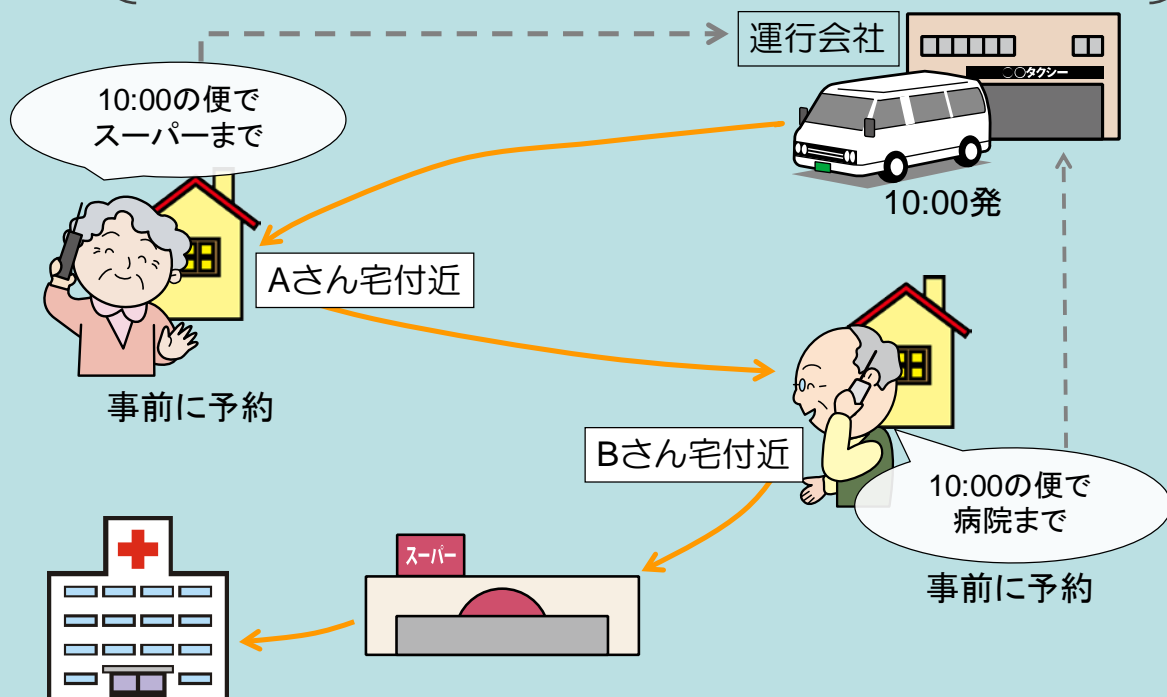 運行会社
○○タクシー
10:00の便で
スーパーまで
10:00発
Aさん宅付近
事前に予約
Bさん宅付近
10:00の便で
病院まで
事前に予約
スーパー